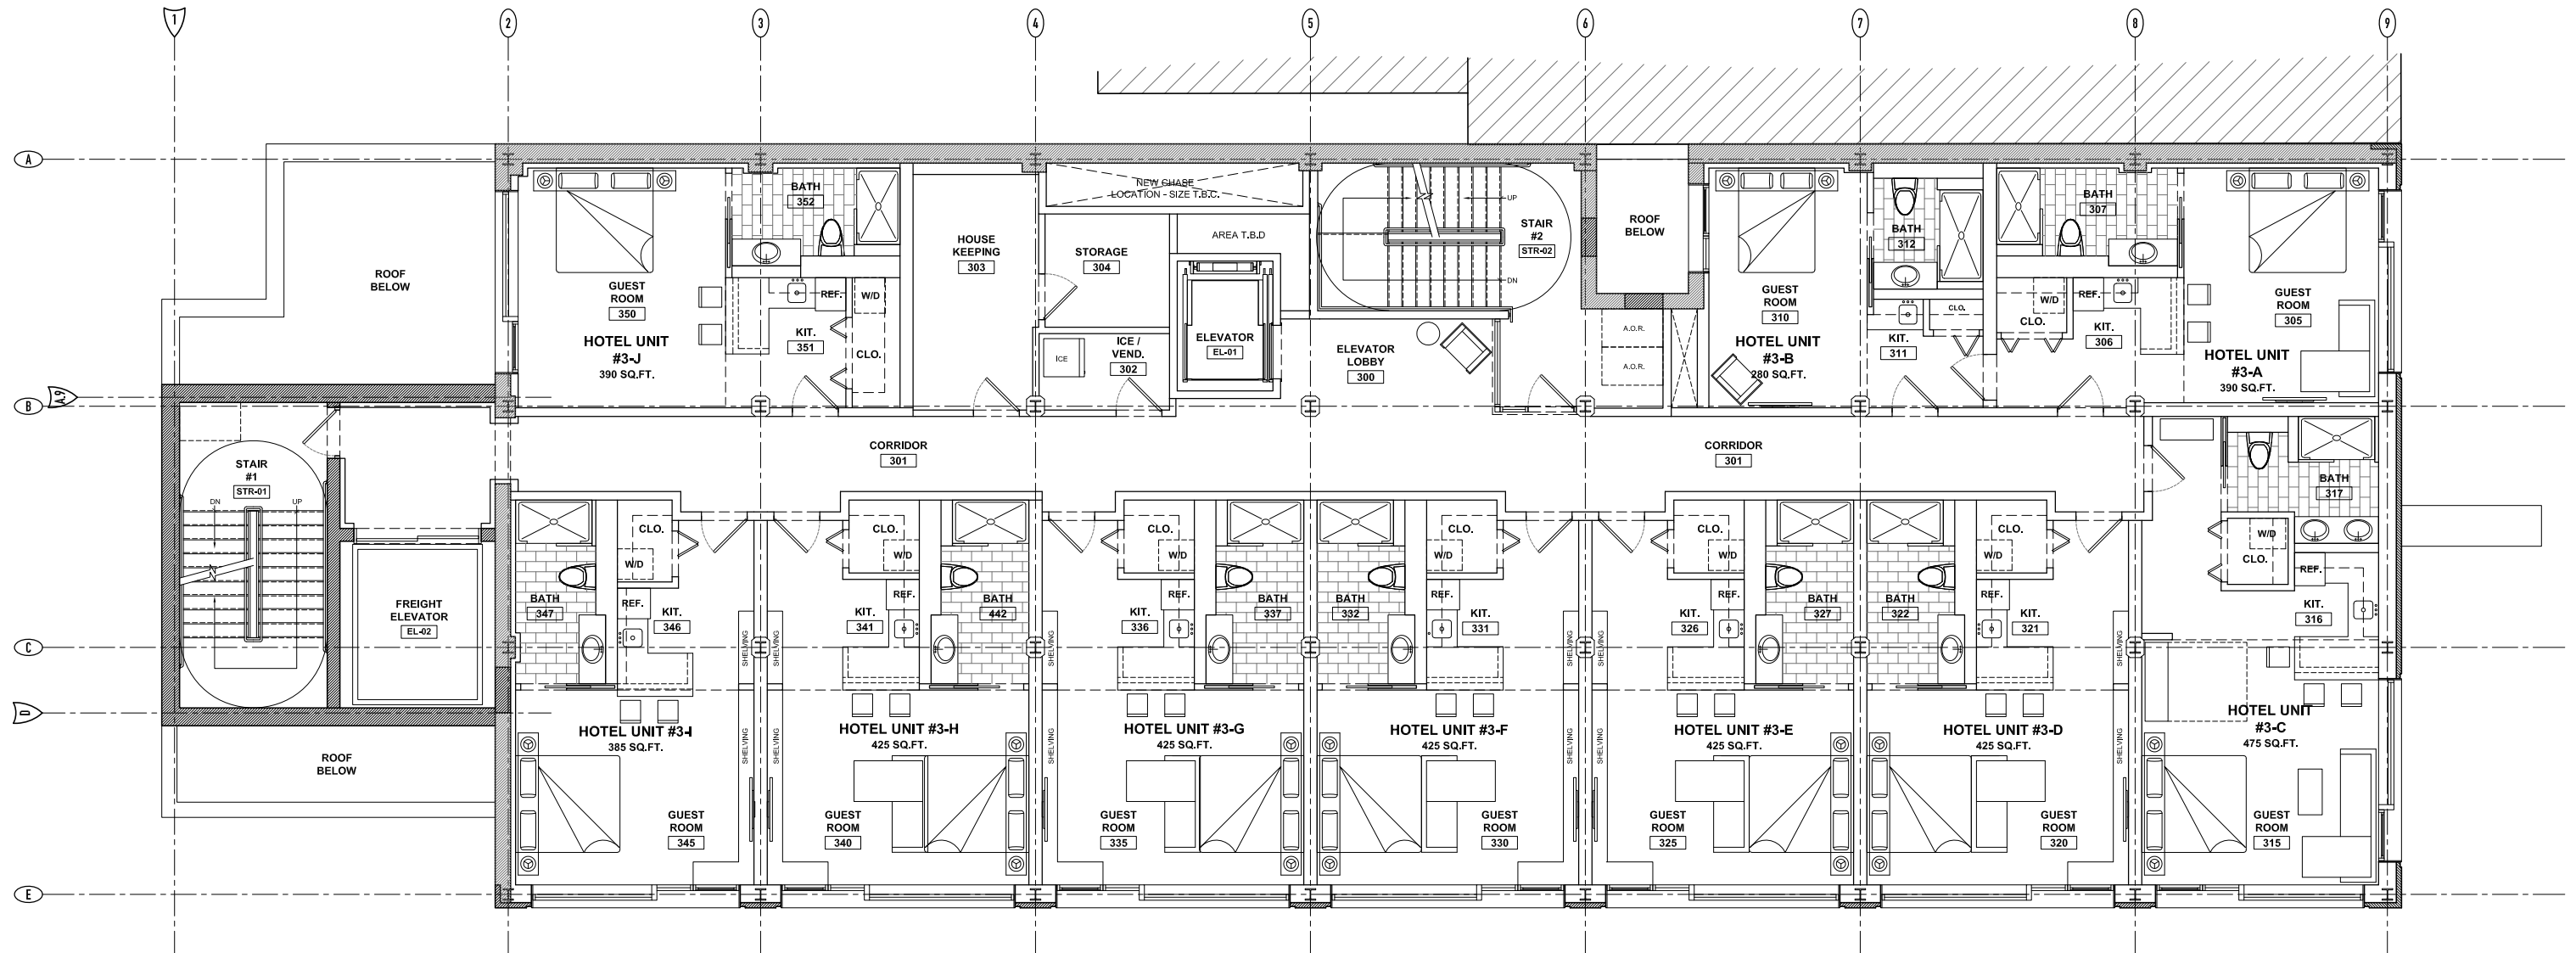 1
2
3
4
5
6
7
8
9
A
A.9
B
C
D
E
ROOF
BELOW
GUEST
ROOM
350
HOTEL UNIT
#3-J
390 SQ.FT.
BATH
352
REF.
W/D
KIT.
351
CLO.
HOUSE
KEEPING
303
NEW CHASE
LOCATION - SIZE T.B.C.
STORAGE
304
AREA T.B.D
ICE
ICE /
VEND.
302
ELEVATOR
EL-01
ELEVATOR
LOBBY
300
UP
STAIR
#2
STR-02
DN
ROOF
BELOW
A.O.R.
A.O.R.
GUEST
ROOM
310
HOTEL UNIT
#3-B
280 SQ.FT.
BATH
312
CLO.
KIT.
311
BATH
307
W/D
REF.
CLO.
KIT.
306
GUEST
ROOM
305
HOTEL UNIT
#3-A
390 SQ.FT.
STAIR
#1
STR-01
DN
UP
FREIGHT
ELEVATOR
EL-02
ROOF
BELOW
CORRIDOR
301
CORRIDOR
301
BATH
347
CLO.
W/D
REF.
KIT.
346
SHELVING
SHELVING
HOTEL UNIT #3-I
385 SQ.FT.
GUEST
ROOM
345
CLO.
W/D
REF.
KIT.
341
BATH
442
SHELVING
SHELVING
HOTEL UNIT #3-H
425 SQ.FT.
GUEST
ROOM
340
CLO.
W/D
REF.
KIT.
336
BATH
337
SHELVING
SHELVING
HOTEL UNIT #3-G
425 SQ.FT.
GUEST
ROOM
335
BATH
332
CLO.
W/D
REF.
KIT.
331
SHELVING
SHELVING
HOTEL UNIT #3-F
425 SQ.FT.
GUEST
ROOM
330
CLO.
W/D
REF.
KIT.
326
BATH
327
SHELVING
SHELVING
HOTEL UNIT #3-E
425 SQ.FT.
GUEST
ROOM
325
BATH
322
CLO.
W/D
REF.
KIT.
321
SHELVING
SHELVING
HOTEL UNIT #3-D
425 SQ.FT.
GUEST
ROOM
320
BATH
317
W/D
CLO.
REF.
KIT.
316
HOTEL UNIT
#3-C
475 SQ.FT.
GUEST
ROOM
315